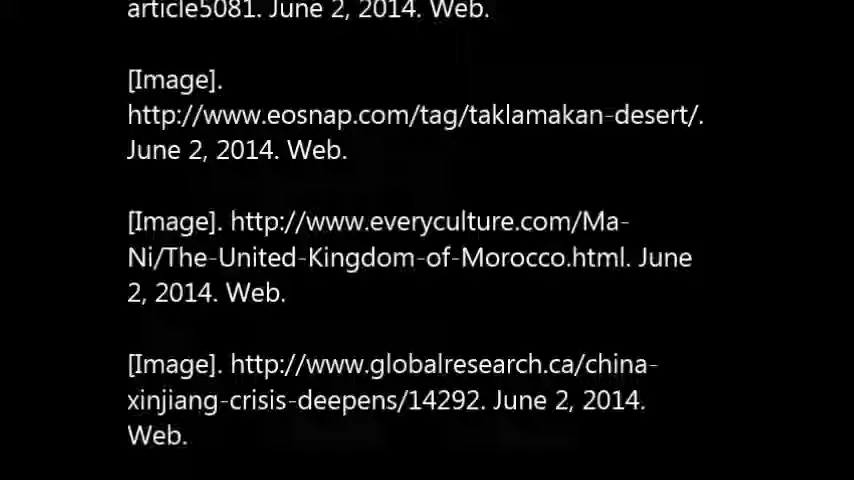 article5081. June 2, 2014. Web.
[Image].
http://www.eosnap.com/tag/taklamakan-desert/.
June 2, 2014. Web.
[Image]. http://www.everyculture.com/Ma-
Ni/The-United-Kingdom-of-Morocco.html. June
2, 2014. Web.
[Image]. http://www.globalresearch.ca/china-
xinjiang-crisis-deepens/14292. June 2, 2014.
Web.